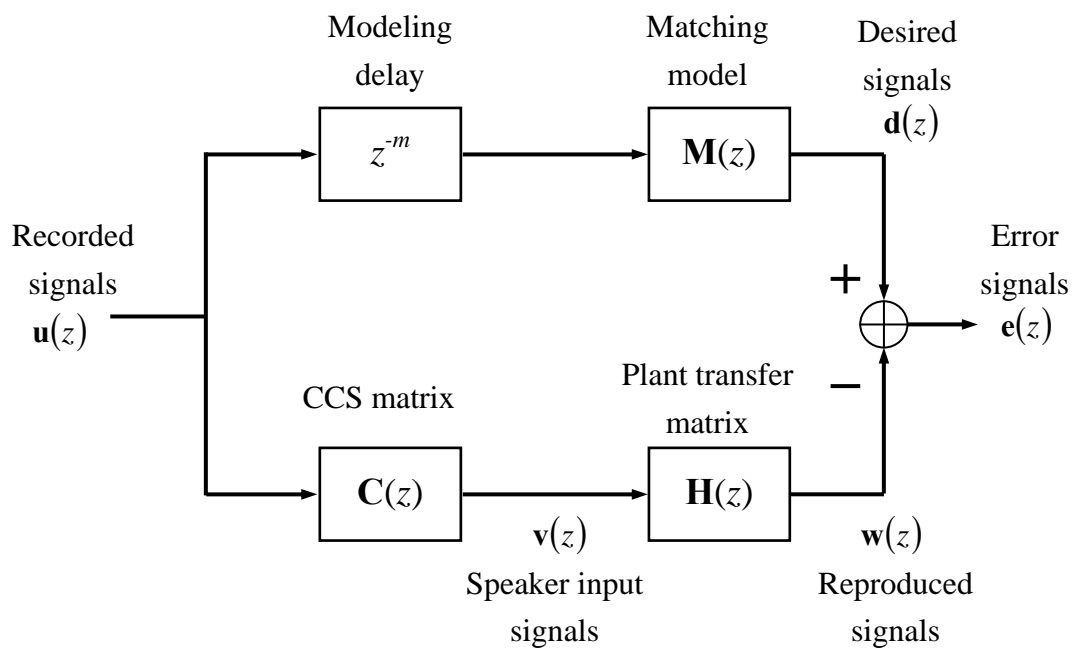 Modeling
delay
Matching
model
Desired
signals
d(z)
z^-m
M(z)
Recorded
signals
u(z)
+
Error
signals
e(z)
−
CCS matrix
Plant transfer
matrix
C(z)
H(z)
v(z)
Speaker input
signals
w(z)
Reproduced
signals